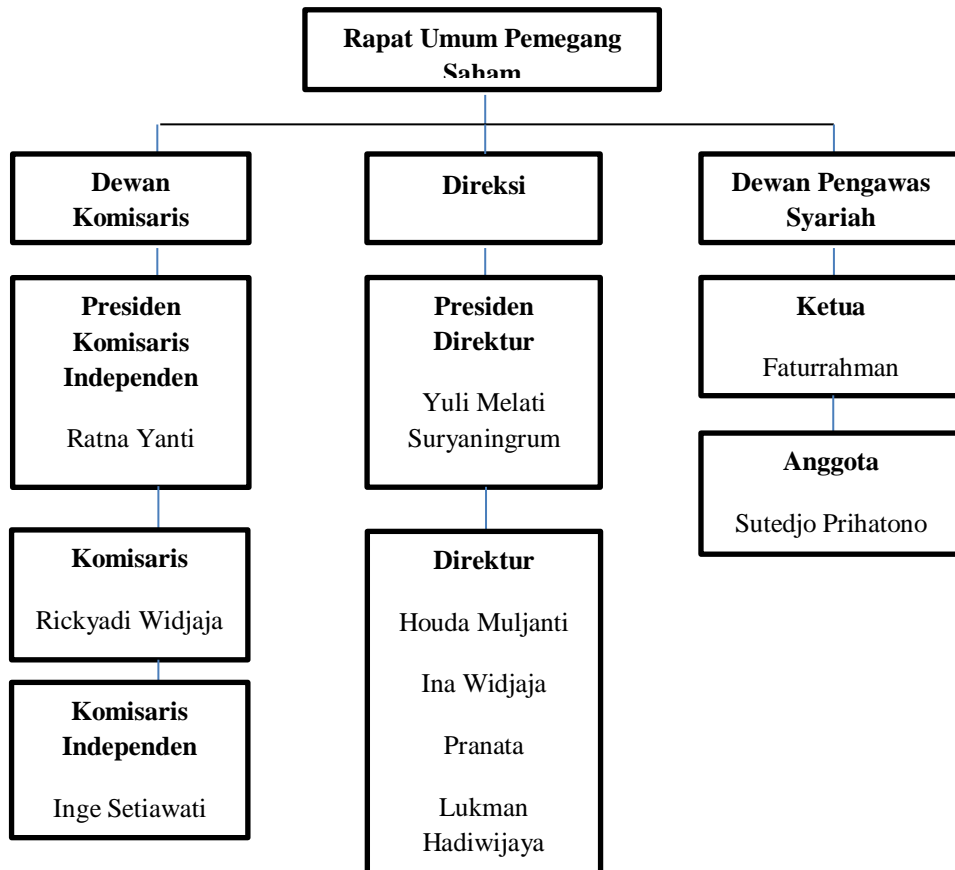 Rapat Umum Pemegang
Saham
Dewan
Komisaris
Direksi
Dewan Pengawas
Syariah
Presiden
Komisaris
Independen
Ratna Yanti
Presiden
Direktur
Yuli Melati
Suryaningrum
Ketua
Faturrahman
Anggota
Sutedjo Prihatono
Komisaris
Rickyadi Widjaja
Direktur
Houda Muljanti
Ina Widjaja
Pranata
Lukman
Hadiwijaya
Komisaris
Independen
Inge Setiawati